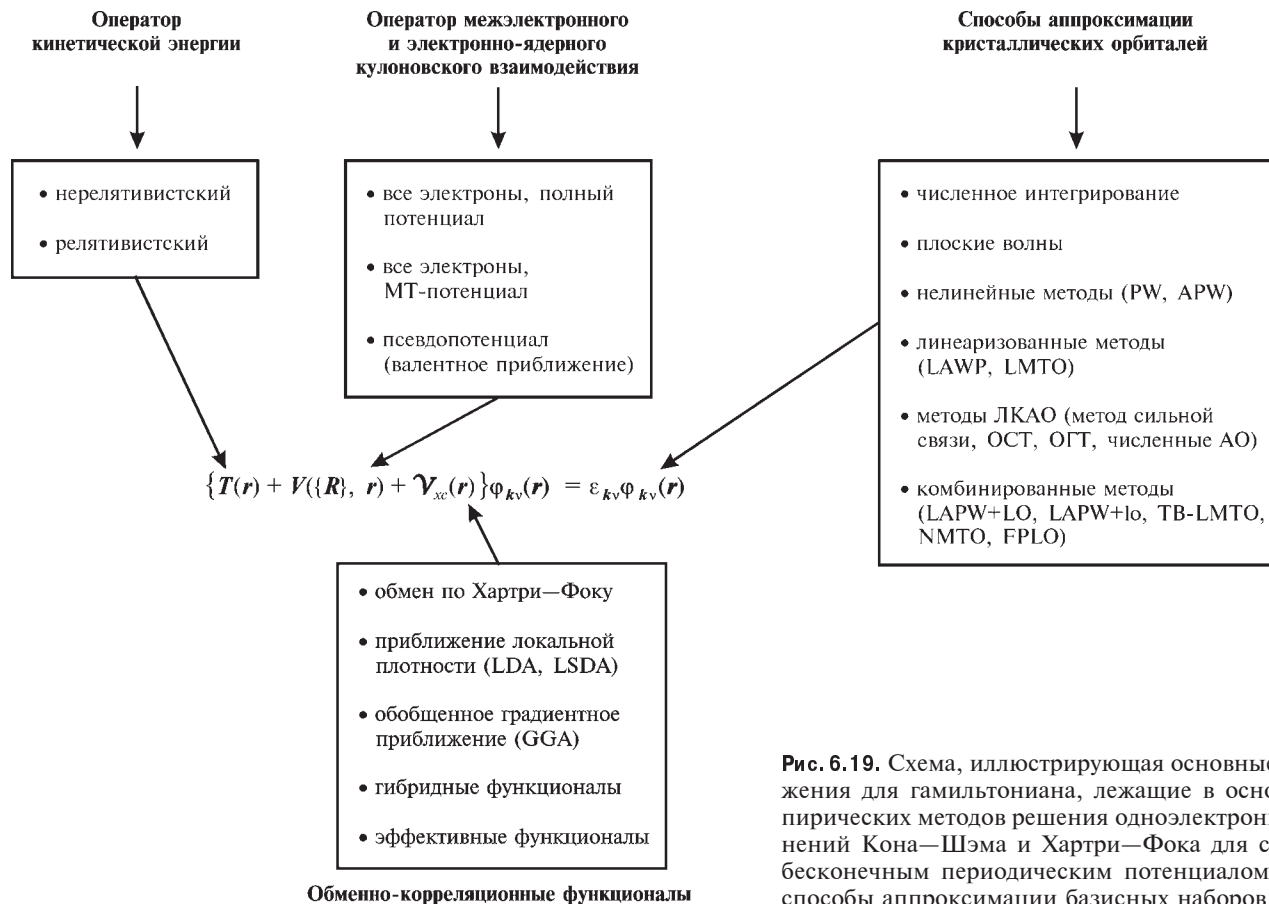 Оператор
кинетической энергии
Оператор межэлектронного
и электронно-ядерного
кулоновского взаимодействия
Способы аппроксимации
кристаллических орбиталей
• нерелятивистский
• релятивистский
• все электроны, полный
потенциал
• все электроны,
МТ-потенциал
• псевдопотенциал
(валентное приближение)
• численное интегрирование
• плоские волны
• нелинейные методы (PW, APW)
• линеаризованные методы
(LAWP, LMTO)
• методы ЛКАО (метод сильной
связи, ОСТ, ОГТ, численные АО)
• комбинированные методы
(LAPW+LO, LAPW+lo, TB-LMTO,
NMTO, FPLO)
{T(r) + V({R}, r) + 𝒱xc(r)}φkν(r) = εkνφkν(r)
• обмен по Хартри—Фоку
• приближение локальной
плотности (LDA, LSDA)
• обобщенное градиентное
приближение (GGA)
• гибридные функционалы
• эффективные функционалы
Обменно-корреляционные функционалы
Рис. 6.19. Схема, иллюстрирующая основные
жения для гамильтониана, лежащие в осно
пирических методов решения одноэлектронн
нений Кона—Шэма и Хартри—Фока для с
бесконечным периодическим потенциалом
способы аппроксимации базисных наборов